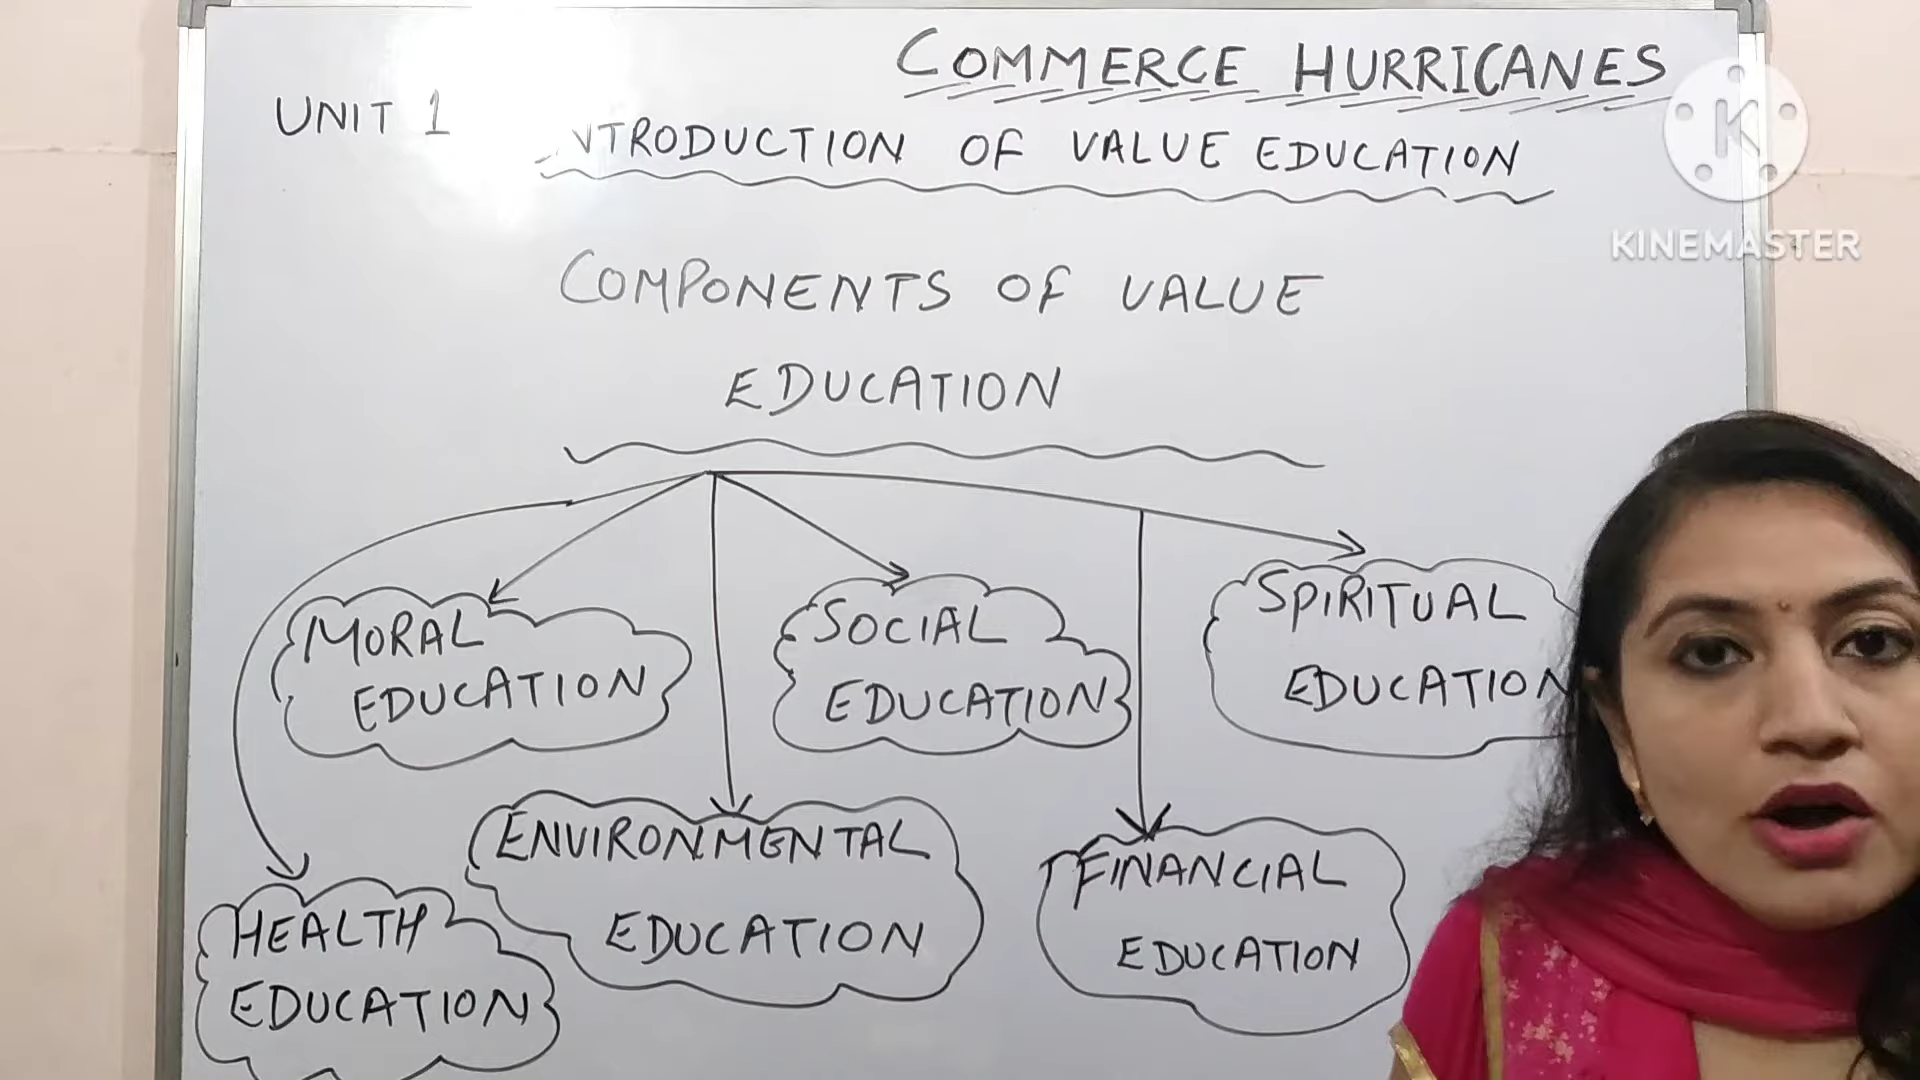 COMMERCE HURRICANES
UNIT 1
NTRODUCTION OF VALUE EDUCATION
K
KINEMASTER
COMPONENTS OF VALUE
EDUCATION
MORAL
EDUCATION
SOCIAL
EDUCATION
SPIRITUAL
EDUCATION
HEALTH
EDUCATION
ENVIRONMENTAL
EDUCATION
FINANCIAL
EDUCATION